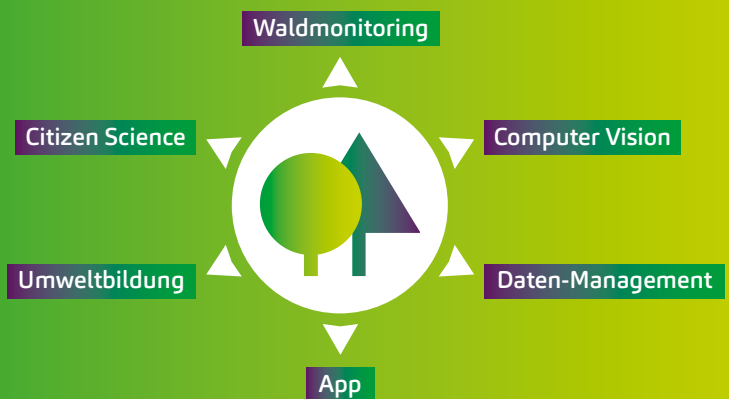 Waldmonitoring
Citizen Science
Computer Vision
Umweltbildung
Daten-Management
App